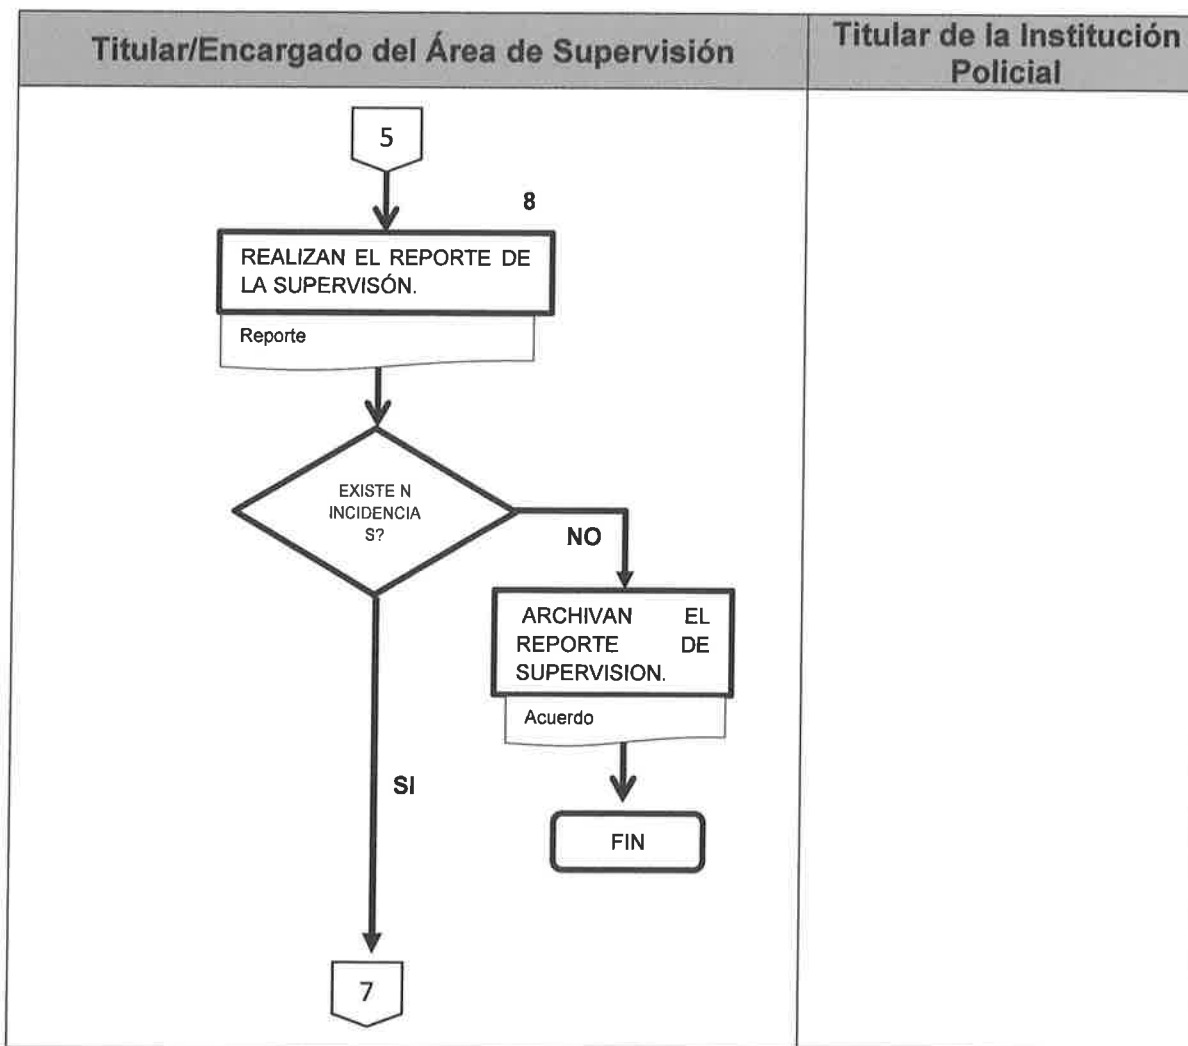 Titular/Encargado del Área de Supervisión
Titular de la Institución
Policial
5
8
REALIZAN EL REPORTE DE
LA SUPERVISÓN.
Reporte
EXISTE N
INCIDENCIA
S?
NO
ARCHIVAN EL
REPORTE DE
SUPERVISION.
Acuerdo
SI
FIN
7